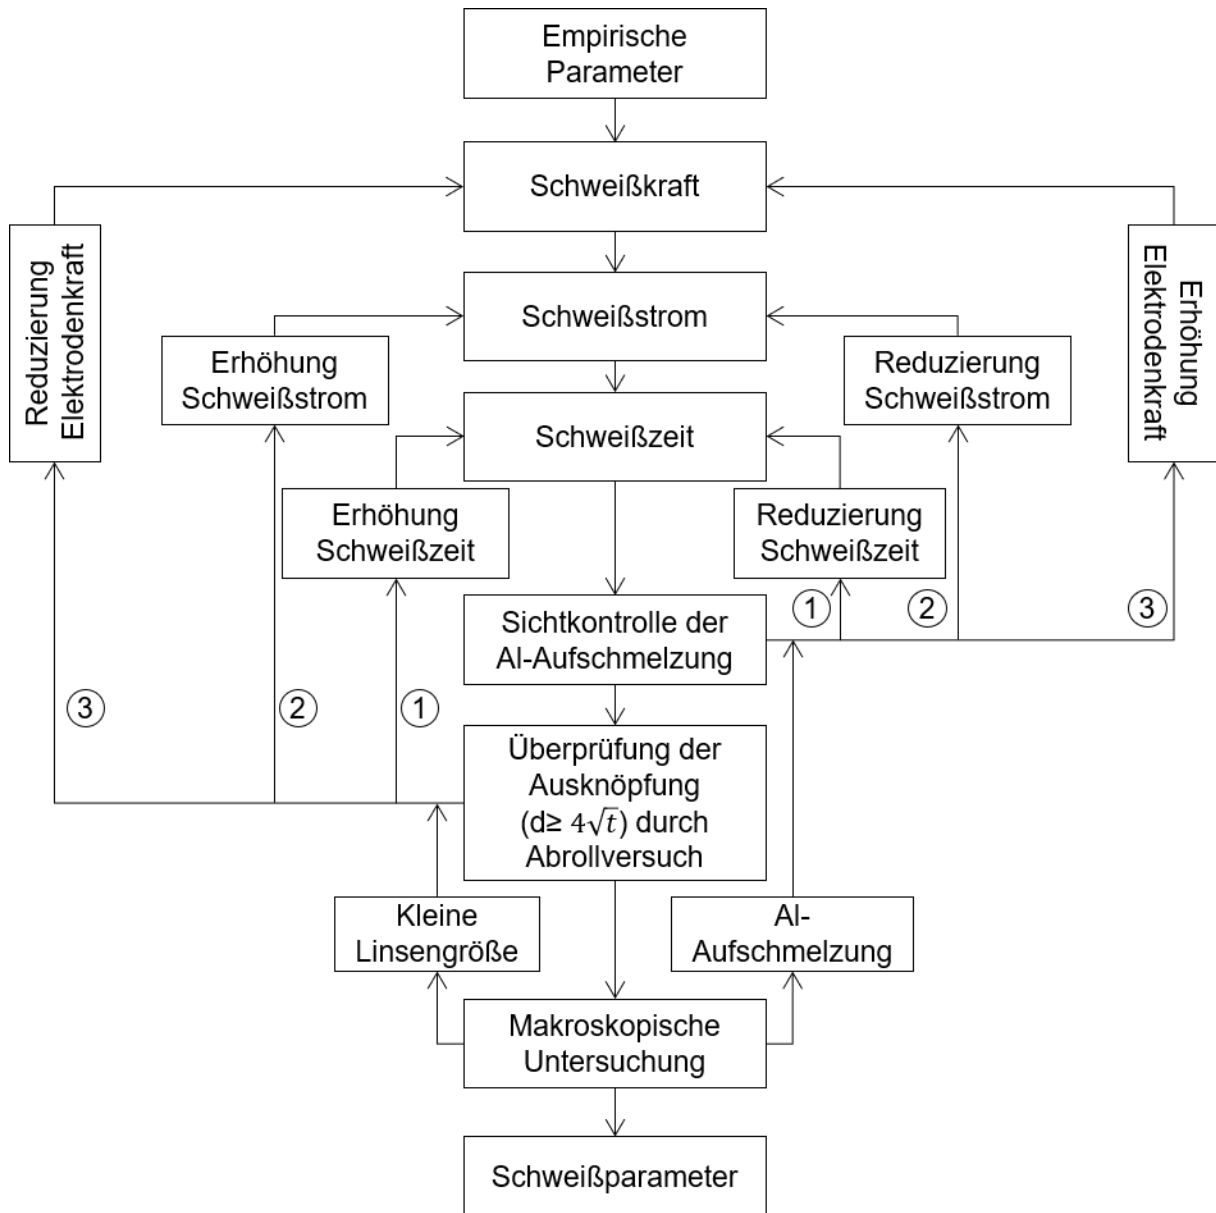 Empirische
Parameter
Schweißkraft
Reduzierung
Elektrodenkraft
Erhöhung
Elektrodenkraft
Schweißstrom
Erhöhung
Schweißstrom
Reduzierung
Schweißstrom
Schweißzeit
Erhöhung
Schweißzeit
Reduzierung
Schweißzeit
1
2
3
Sichtkontrolle der
Al-Aufschmelzung
3
2
1
Überprüfung der
Ausknöpfung
(d≥ 4√t) durch
Abrollversuch
Kleine
Linsengröße
Al-
Aufschmelzung
Makroskopische
Untersuchung
Schweißparameter